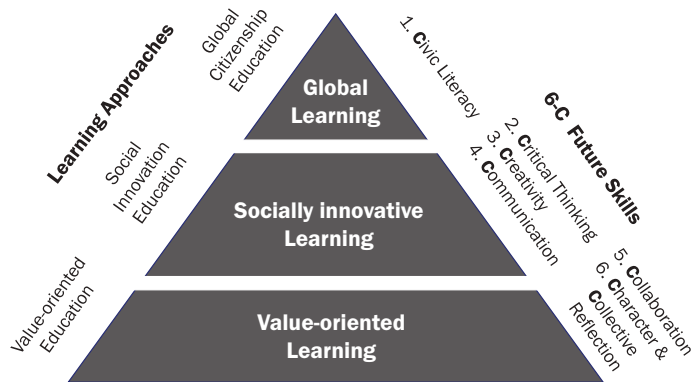 Learning Approaches
Global
Citizenship
Education
Social
Innovation
Education
Value-oriented
Education
Global
Learning
Socially innovative
Learning
Value-oriented
Learning
6-C Future Skills
1. Civic Literacy
2. Critical Thinking
3. Creativity
4. Communication
5. Collaboration
6. Character &
Collective
Reflection